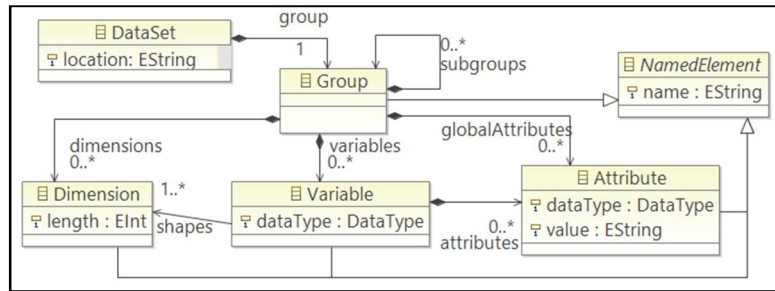 group
DataSet
location: EString
1
0..*
subgroups
NamedElement
name : EString
Group
dimensions
0..*
variables
0..*
globalAttributes
0..*
Dimension
length : EInt
1..*
shapes
Variable
dataType : DataType
0..*
attributes
Attribute
dataType : DataType
value : EString